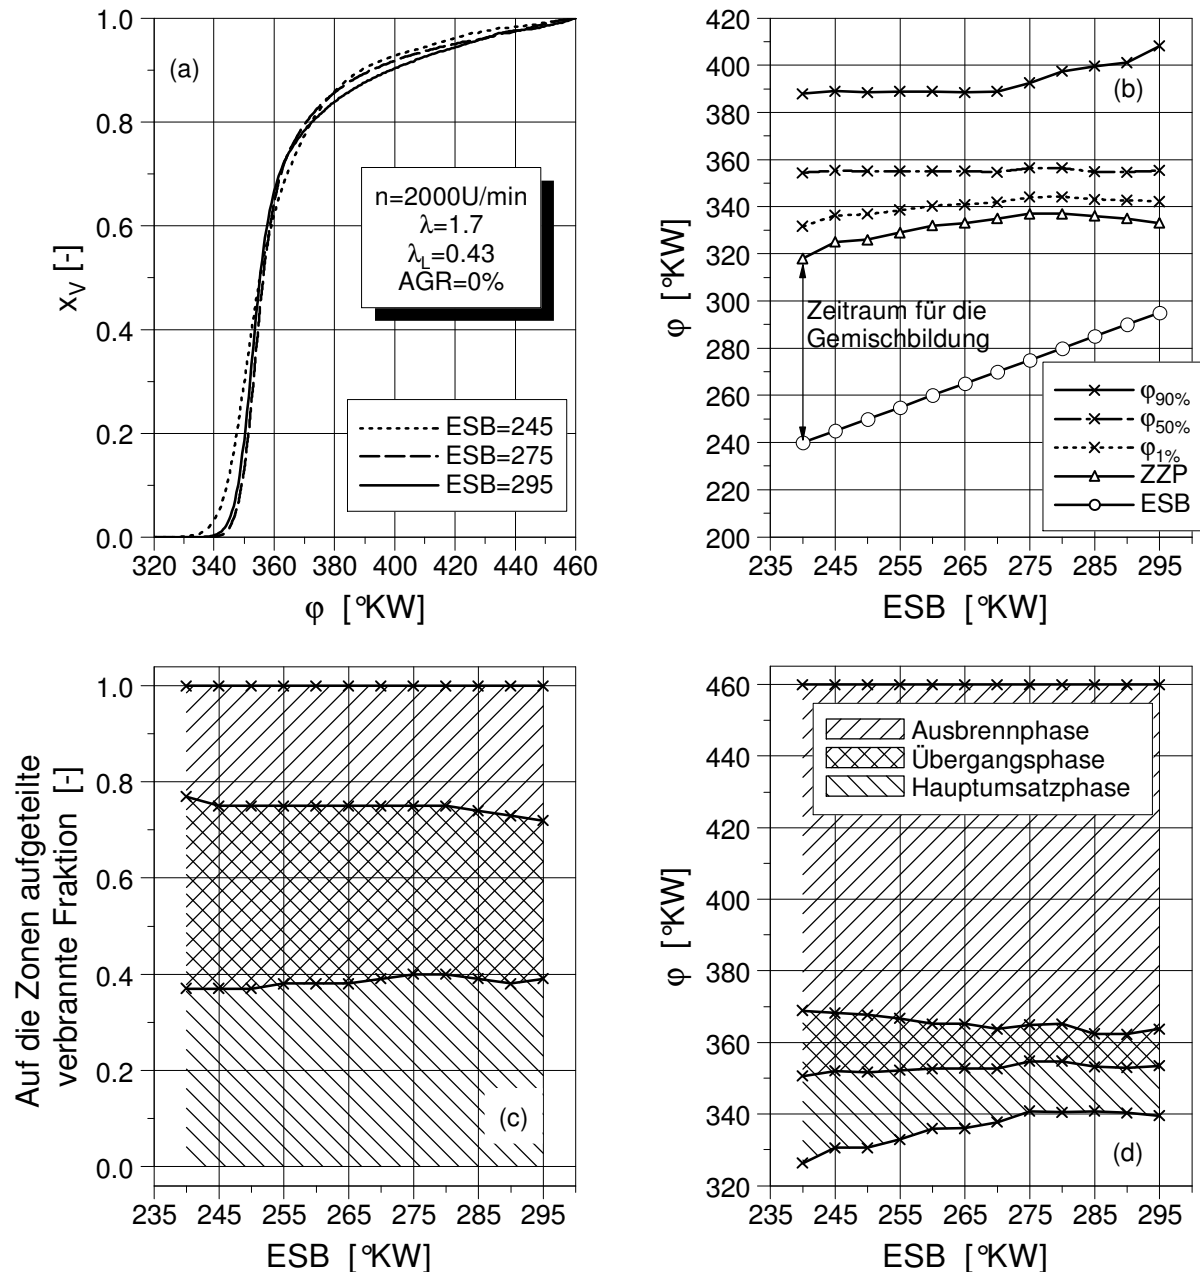 1.0
0.8
0.6
0.4
0.2
0.0
x_V [-]
(a)
n=2000U/min
λ=1.7
λ_L=0.43
AGR=0%
ESB=245
ESB=275
ESB=295
320 340 360 380 400 420 440 460
φ [°KW]
420
400
380
360
340
320
300
280
260
240
220
200
φ [°KW]
(b)
Zeitraum für die
Gemischbildung
φ_90%
φ_50%
φ_1%
ZZP
ESB
235 245 255 265 275 285 295
ESB [°KW]
Auf die Zonen aufgeteilte
verbrannte Fraktion [-]
1.0
0.8
0.6
0.4
0.2
0.0
(c)
235 245 255 265 275 285 295
ESB [°KW]
460
440
420
400
380
360
340
320
φ [°KW]
Ausbrennphase
Übergangsphase
Hauptumsatzphase
(d)
235 245 255 265 275 285 295
ESB [°KW]